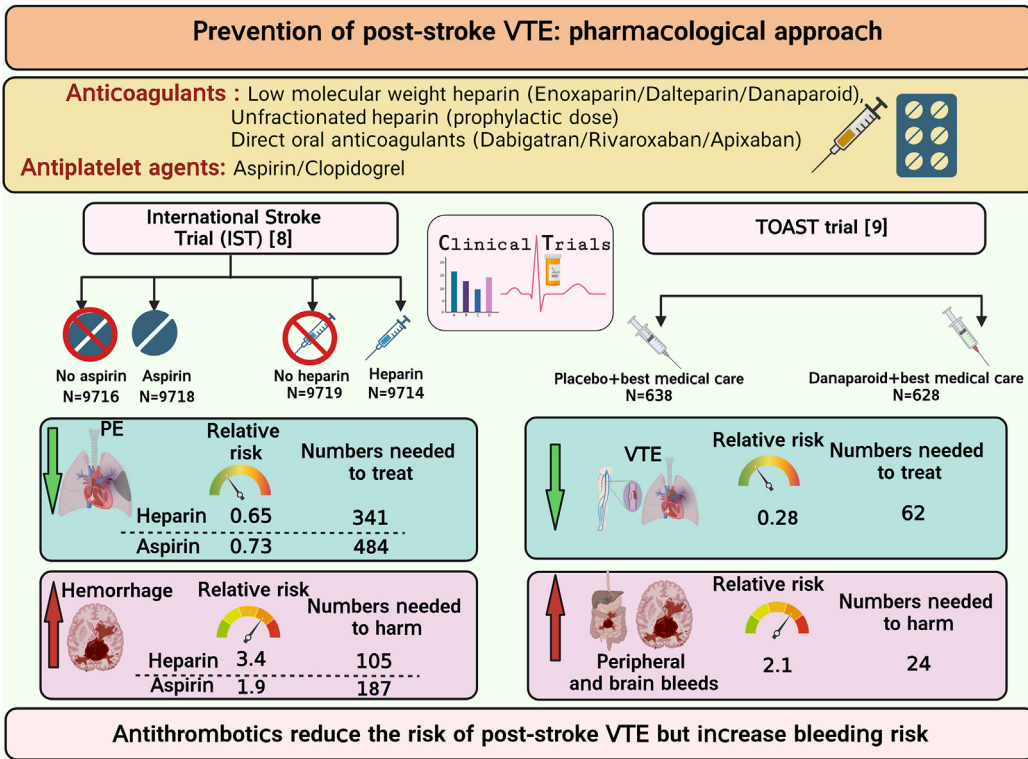 Prevention of post-stroke VTE: pharmacological approach
Anticoagulants : Low molecular weight heparin (Enoxaparin/Dalteparin/Danaparoid),
Unfractionated heparin (prophylactic dose)
Direct oral anticoagulants (Dabigatran/Rivaroxaban/Apixaban)
Antiplatelet agents: Aspirin/Clopidogrel
International Stroke
Trial (IST) [8]
Clinical Trials
A B C D
TOAST trial [9]
No aspirin
N=9716
Aspirin
N=9718
No heparin
N=9719
Heparin
N=9714
Placebo+best medical care
N=638
Danaparoid+best medical care
N=628
PE
Relative
risk
Numbers needed
to treat
Heparin 0.65 341
Aspirin 0.73 484
VTE
Relative risk
0.28
Numbers needed
to treat
62
Hemorrhage
Relative risk
Numbers needed
to harm
Heparin 3.4 105
Aspirin 1.9 187
Peripheral
and brain bleeds
Relative risk
2.1
Numbers needed
to harm
24
Antithrombotics reduce the risk of post-stroke VTE but increase bleeding risk